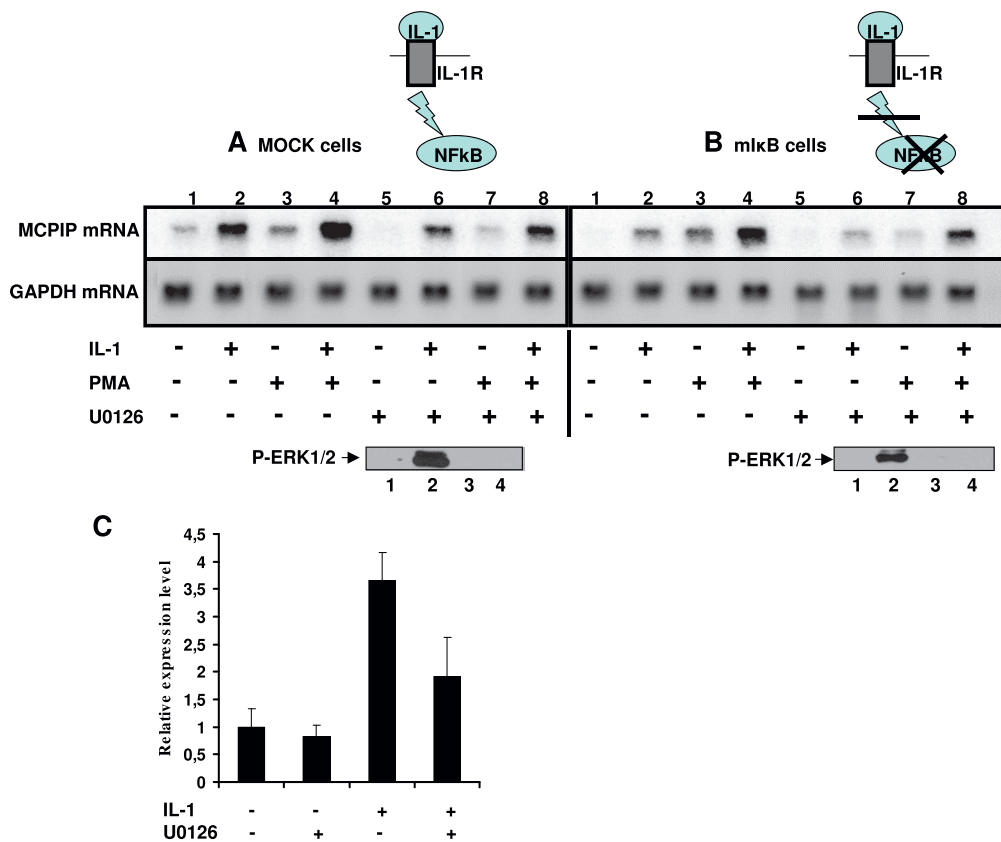 IL-1 IL-1
IL-1R IL-1R
A MOCK cells NFkB B mIκB cells NFkB
1 2 3 4 5 6 7 8 1 2 3 4 5 6 7 8
MCPIP mRNA
GAPDH mRNA
IL-1 - + - + - + - + - + - + - + - +
PMA - - + + - - + + - - + + - - + +
U0126 - - - - + + + + - - - - + + + +
P-ERK1/2 P-ERK1/2
1 2 3 4 1 2 3 4
C
Relative expression level
4,5
4
3,5
3
2,5
2
1,5
1
0,5
0
IL-1 - - + +
U0126 - + - +